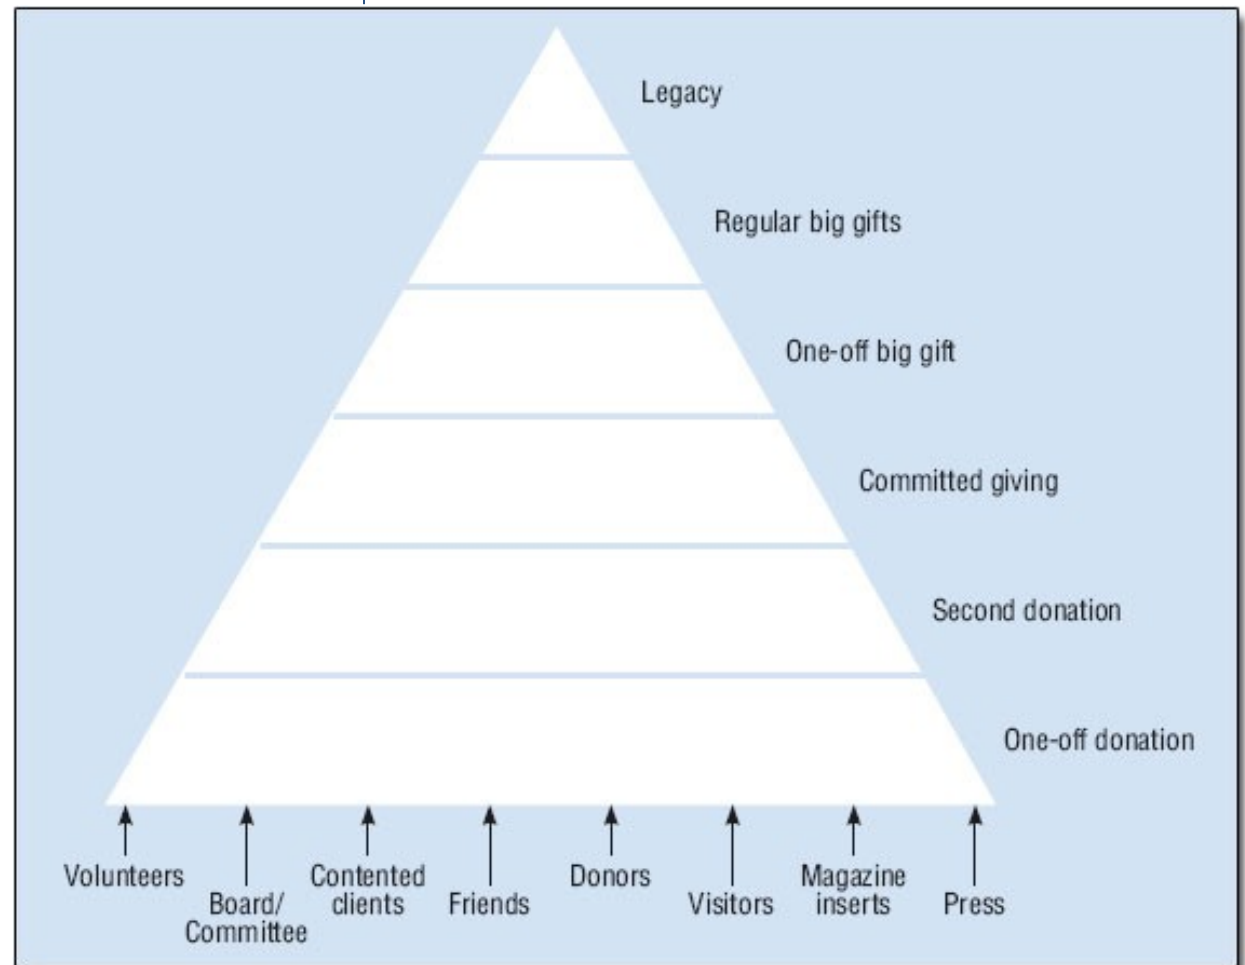 Legacy
Regular big gifts
One-off big gift
Committed giving
Second donation
One-off donation
Volunteers
Board/
Committee
Contented
clients
Friends
Donors
Visitors
Magazine
inserts
Press